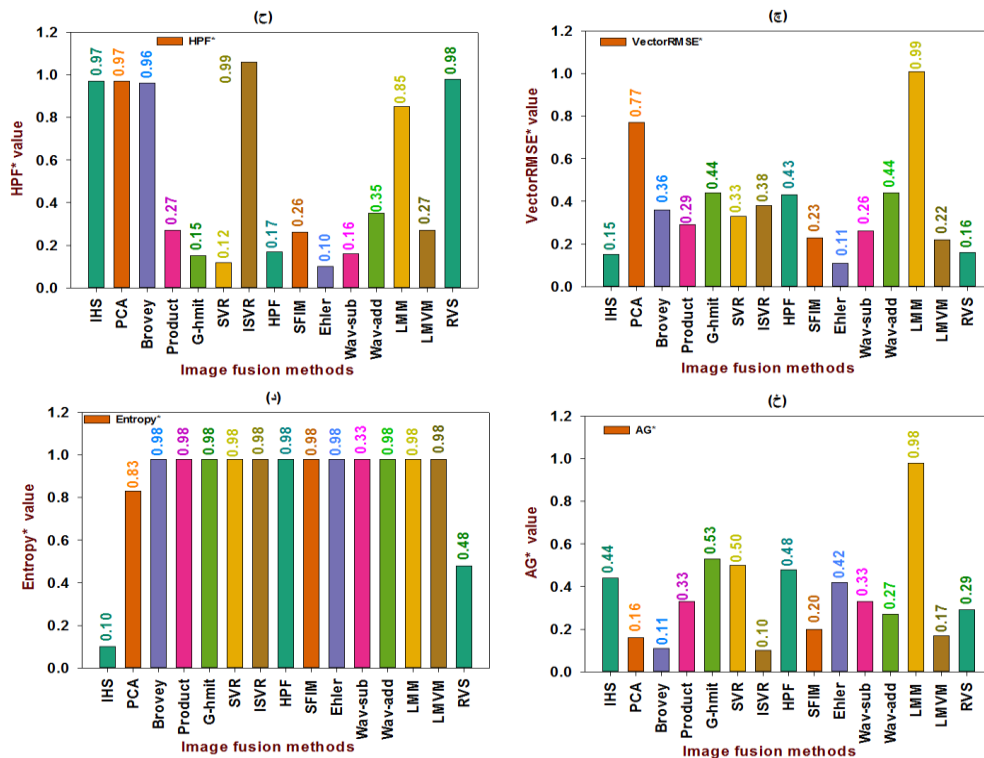 (ح)
1.2
1.0
0.8
0.6
0.4
0.2
0.0
HPF* value
HPF*
0.97
0.97
0.96
0.27
0.15
0.12
0.99
0.17
0.26
0.10
0.16
0.35
0.85
0.27
0.98
IHS
PCA
Brovey
Product
G-hmit
SVR
ISVR
HPF
SFIM
Ehler
Wav-sub
Wav-add
LMM
LMVM
RVS
Image fusion methods
(چ)
1.2
1.0
0.8
0.6
0.4
0.2
0.0
VectorRMSE* value
VectorRMSE*
0.15
0.77
0.36
0.29
0.44
0.33
0.38
0.43
0.23
0.11
0.26
0.44
0.99
0.22
0.16
IHS
PCA
Brovey
Product
G-hmit
SVR
ISVR
HPF
SFIM
Ehler
Wav-sub
Wav-add
LMM
LMVM
RVS
Image fusion methods
(د)
1.2
1.0
0.8
0.6
0.4
0.2
0.0
Entropy* value
Entropy*
0.10
0.83
0.98
0.98
0.98
0.98
0.98
0.98
0.98
0.98
0.33
0.98
0.98
0.98
0.48
IHS
PCA
Brovey
Product
G-hmit
SVR
ISVR
HPF
SFIM
Ehler
Wav-sub
Wav-add
LMM
LMVM
RVS
Image fusion methods
(خ)
1.2
1.0
0.8
0.6
0.4
0.2
0.0
AG* value
AG*
0.44
0.16
0.11
0.33
0.53
0.50
0.10
0.48
0.20
0.42
0.33
0.27
0.98
0.17
0.29
IHS
PCA
Brovey
Product
G-hmit
SVR
ISVR
HPF
SFIM
Ehler
Wav-sub
Wav-add
LMM
LMVM
RVS
Image fusion methods